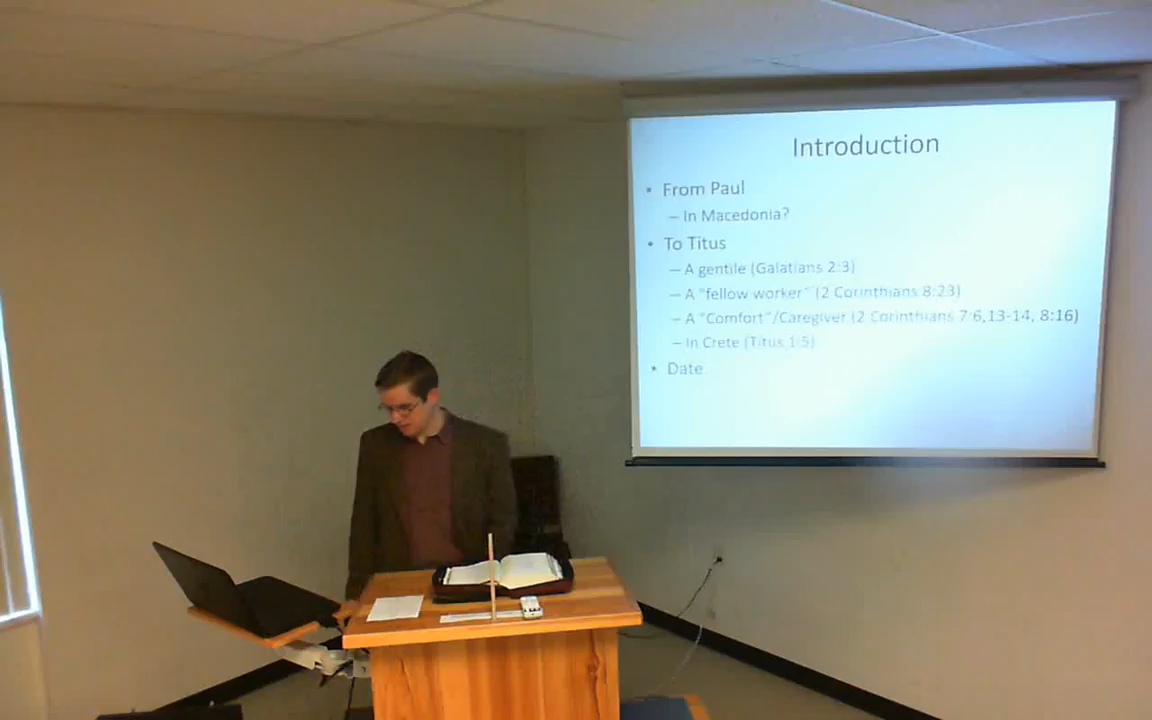 Introduction
• From Paul
– In Macedonia?
• To Titus
– A gentile (Galatians 2:3)
– A "fellow worker" (2 Corinthians 8:23)
– A "Comfort"/Caregiver (2 Corinthians 7:6,13-14, 8:16)
– In Crete (Titus 1:5)
• Date